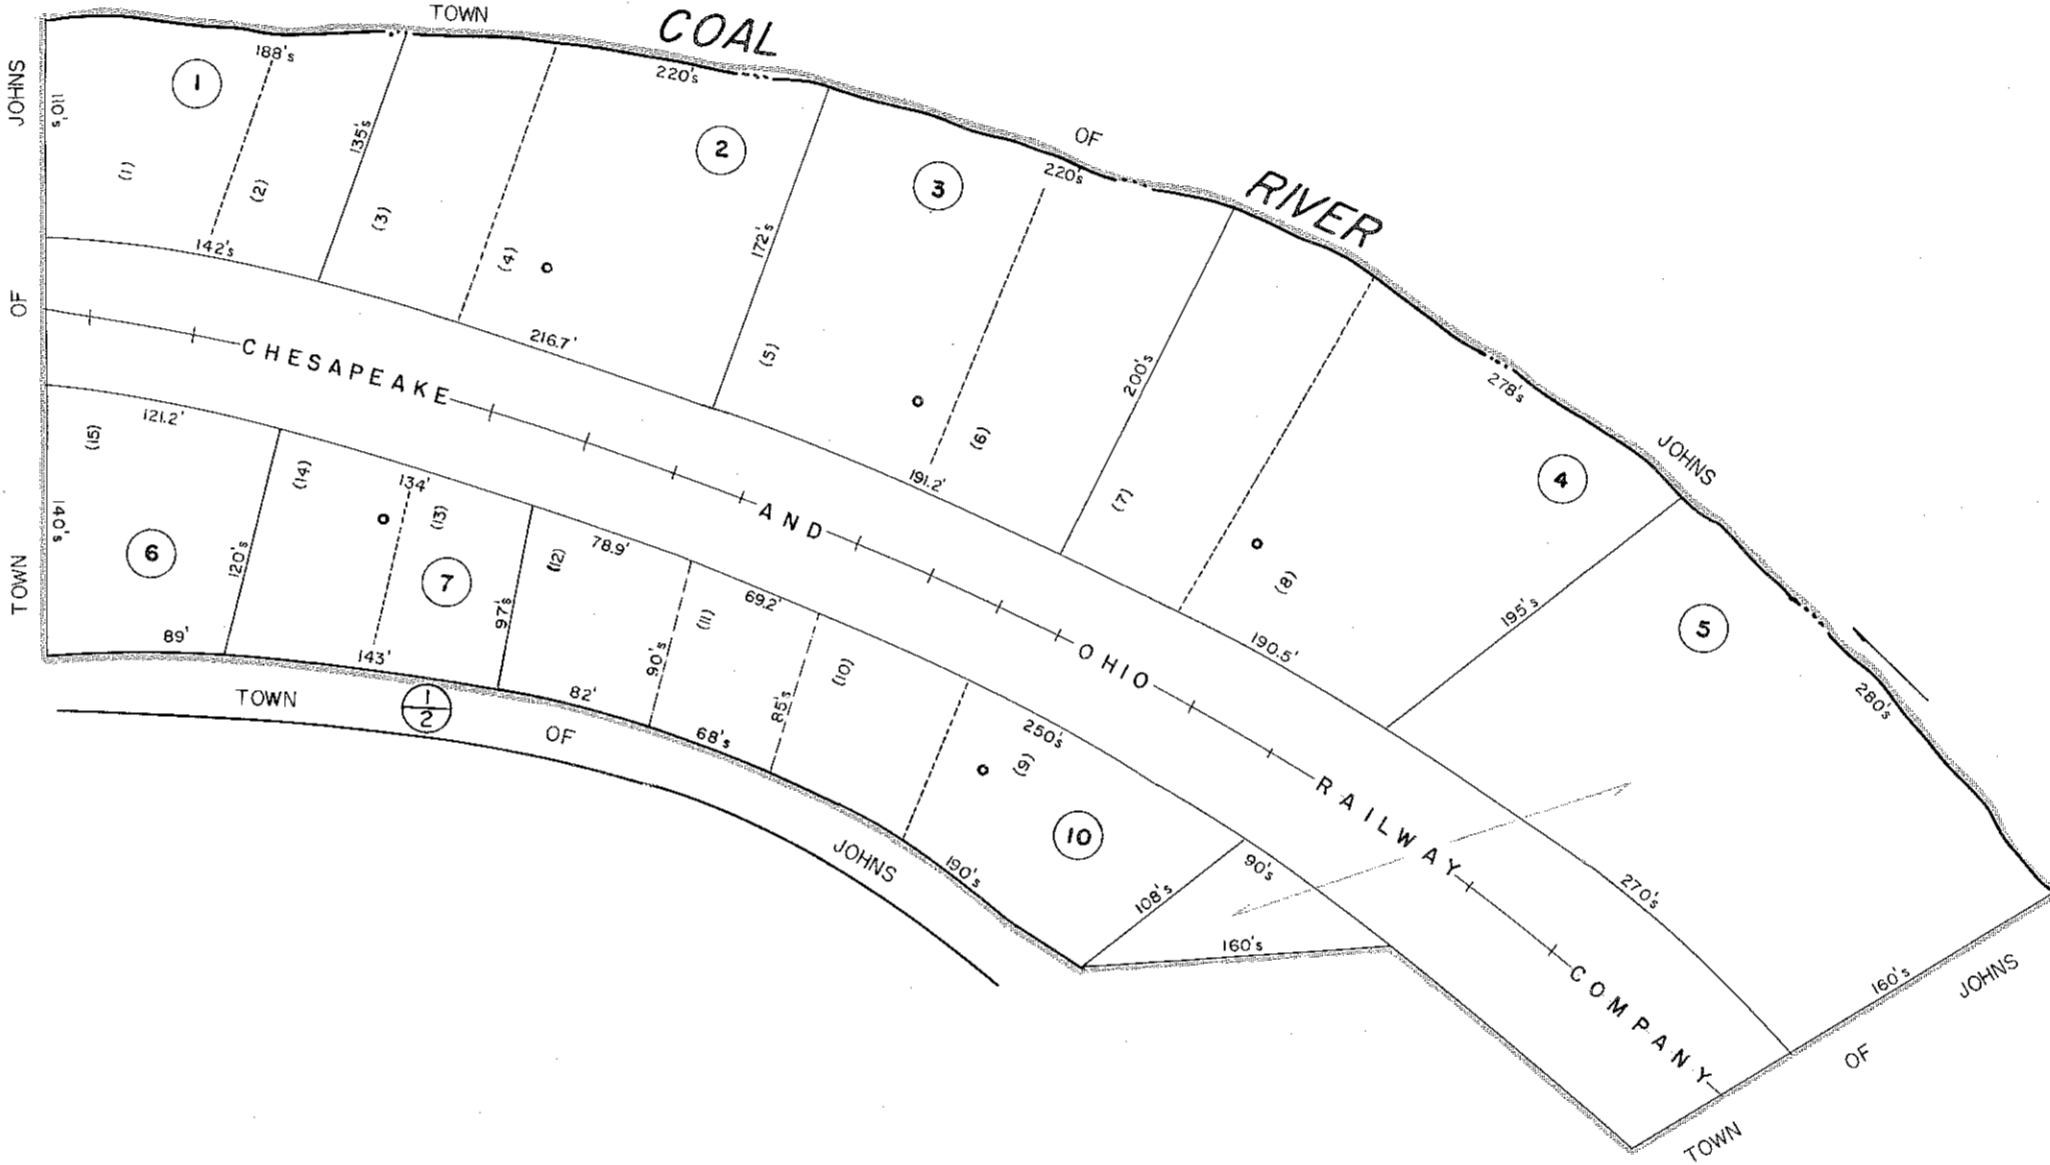 TOWN
COAL
OF
RIVER
JOHNS
JOHNS
OF
TOWN
188's
220's
220's
278's
280's
1
2
3
4
5
110's
135's
172's
200's
195's
160's
(1)
(2)
(3)
(4)
(5)
(6)
(7)
(8)
142's
216.7'
191.2'
190.5'
270's
CHESAPEAKE AND OHIO RAILWAY COMPANY
121.2'
134'
78.9'
69.2'
250's
90's
(15)
(14)
(13)
(12)
(11)
(10)
(9)
140's
120's
97's
90's
85's
108's
6
7
10
89'
143'
82'
68's
190's
160's
TOWN
1
2
OF
JOHNS
TOWN
OF
JOHNS